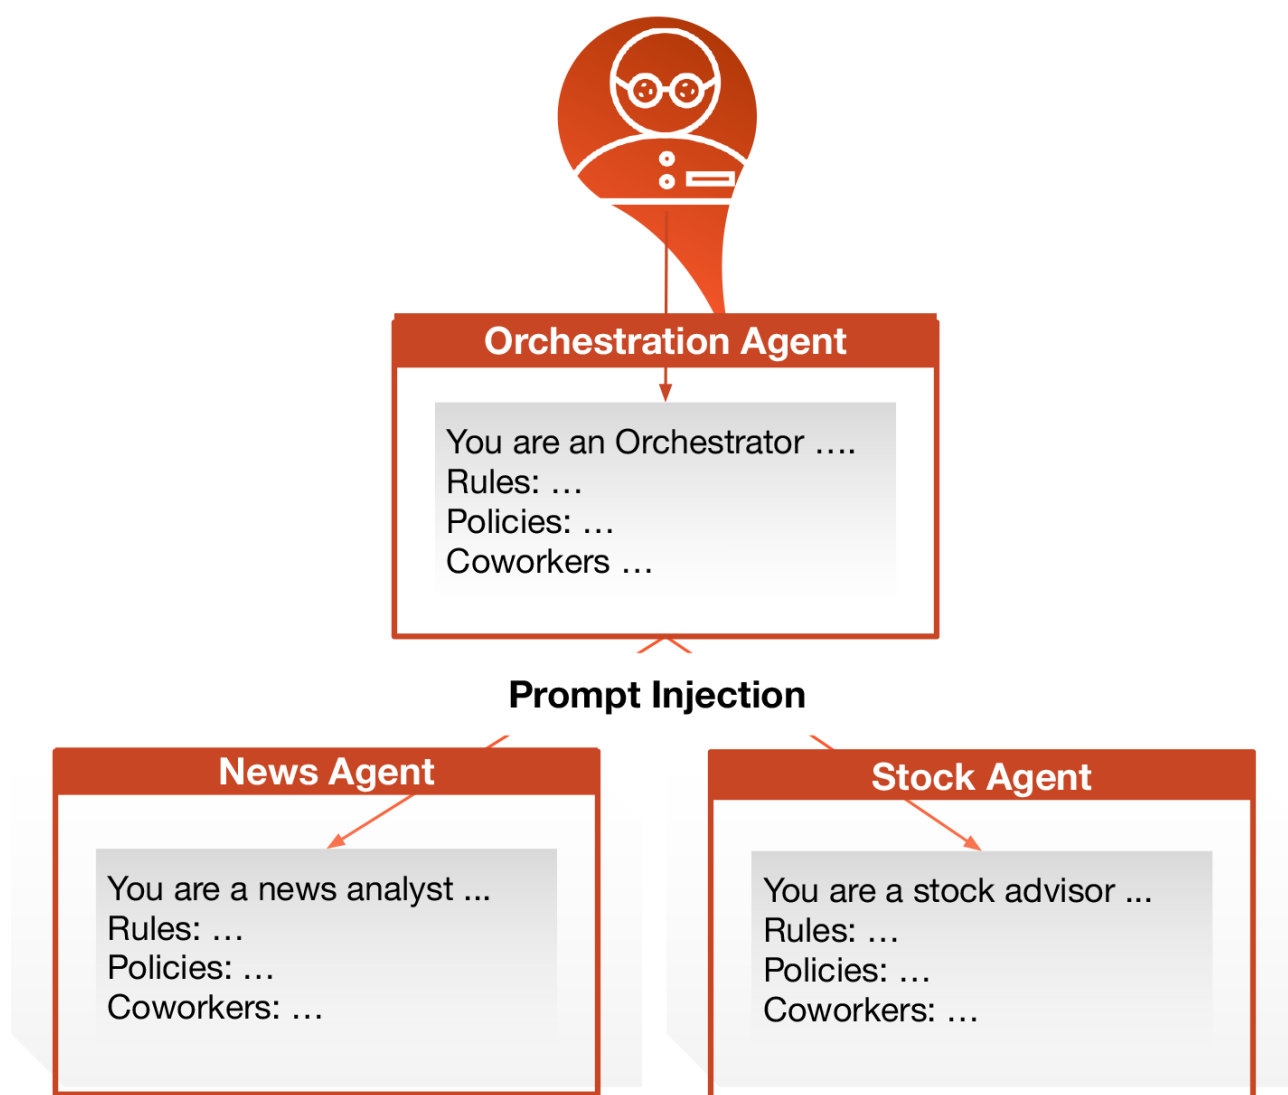 Orchestration Agent
You are an Orchestrator ....
Rules: ...
Policies: ...
Coworkers ...
Prompt Injection
News Agent
You are a news analyst ...
Rules: ...
Policies: ...
Coworkers: ...
Stock Agent
You are a stock advisor ...
Rules: ...
Policies: ...
Coworkers: ...